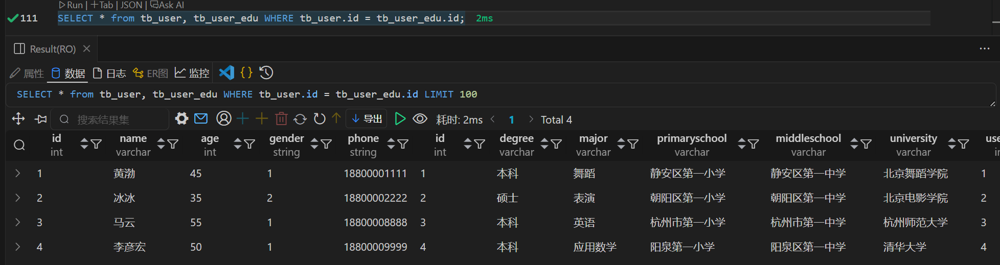 Run | Tab | JSON | Ask AI
111 SELECT * from tb_user, tb_user_edu WHERE tb_user.id = tb_user_edu.id; 2ms
Result(RO)
属性 数据 日志 ER图 监控
SELECT * from tb_user, tb_user_edu WHERE tb_user.id = tb_user_edu.id LIMIT 100
搜索结果集 导出 耗时: 2ms 1 Total 4
id name age gender phone id degree major primaryschool middleschool university use
int varchar int string string int varchar varchar varchar varchar varchar in
1 黄渤 45 1 18800001111 1 本科 舞蹈 静安区第一小学 静安区第一中学 北京舞蹈学院 1
2 冰冰 35 2 18800002222 2 硕士 表演 朝阳区第一小学 朝阳区第一中学 北京电影学院 2
3 马云 55 1 18800008888 3 本科 英语 杭州市第一小学 杭州市第一中学 杭州师范大学 3
4 李彦宏 50 1 18800009999 4 本科 应用数学 阳泉第一小学 阳泉区第一中学 清华大学 4